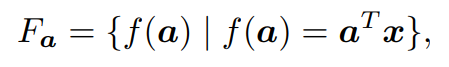 F_a = {f(a) | f(a) = a^T x},